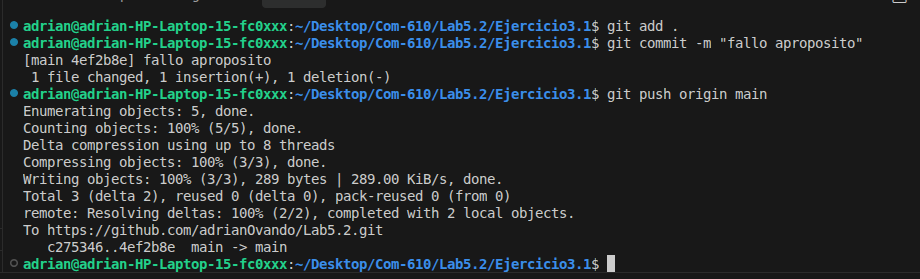 adrian@adrian-HP-Laptop-15-fc0xxx:~/Desktop/Com-610/Lab5.2/Ejercicio3.1$ git add .
adrian@adrian-HP-Laptop-15-fc0xxx:~/Desktop/Com-610/Lab5.2/Ejercicio3.1$ git commit -m "fallo aproposito"
[main 4ef2b8e] fallo aproposito
 1 file changed, 1 insertion(+), 1 deletion(-)
adrian@adrian-HP-Laptop-15-fc0xxx:~/Desktop/Com-610/Lab5.2/Ejercicio3.1$ git push origin main
Enumerating objects: 5, done.
Counting objects: 100% (5/5), done.
Delta compression using up to 8 threads
Compressing objects: 100% (3/3), done.
Writing objects: 100% (3/3), 289 bytes | 289.00 KiB/s, done.
Total 3 (delta 2), reused 0 (delta 0), pack-reused 0 (from 0)
remote: Resolving deltas: 100% (2/2), completed with 2 local objects.
To https://github.com/adrianOvando/Lab5.2.git
   c275346..4ef2b8e  main -> main
adrian@adrian-HP-Laptop-15-fc0xxx:~/Desktop/Com-610/Lab5.2/Ejercicio3.1$